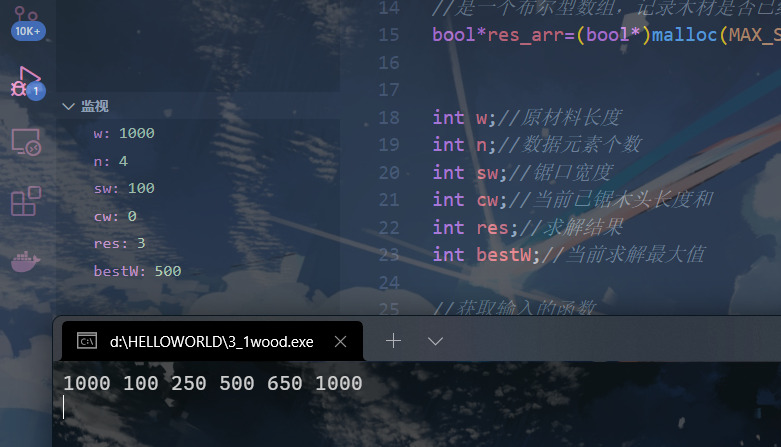 10K+
1
监视
w: 1000
n: 4
sw: 100
cw: 0
res: 3
bestW: 500
14 //是一个布尔型数组，记录木材是否已
15 bool*res_arr=(bool*)malloc(MAX_S
16
17
18 int w;//原材料长度
19 int n;//数据元素个数
20 int sw;//锯口宽度
21 int cw;//当前已锯木头长度和
22 int res;//求解结果
23 int bestW;//当前求解最大值
24
25 //获取输入的函数
d:\HELLOWORLD\3_1wood.exe
1000 100 250 500 650 1000